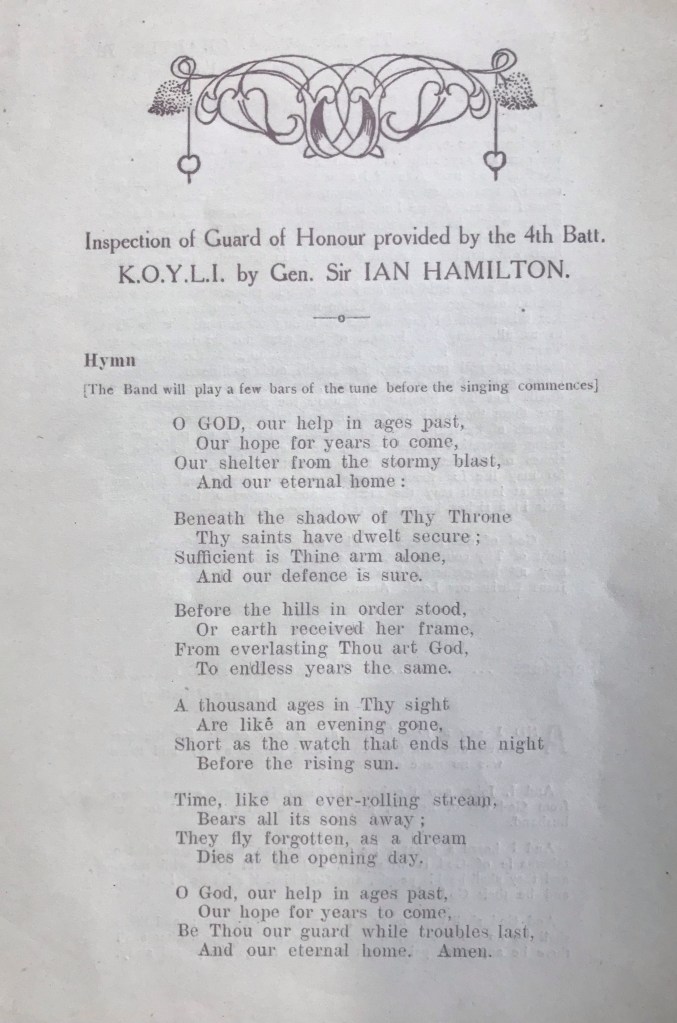 Inspection of Guard of Honour provided by the 4th Batt.
K.O.Y.L.I. by Gen. Sir IAN HAMILTON.
Hymn
[The Band will play a few bars of the tune before the singing commences]
O GOD, our help in ages past,
Our hope for years to come,
Our shelter from the stormy blast,
And our eternal home :
Beneath the shadow of Thy Throne
Thy saints have dwelt secure ;
Sufficient is Thine arm alone,
And our defence is sure.
Before the hills in order stood,
Or earth received her frame,
From everlasting Thou art God,
To endless years the same.
A thousand ages in Thy sight
Are like an evening gone,
Short as the watch that ends the night
Before the rising sun.
Time, like an ever-rolling stream,
Bears all its sons away ;
They fly forgotten, as a dream
Dies at the opening day.
O God, our help in ages past,
Our hope for years to come,
Be Thou our guard while troubles last,
And our eternal home. Amen.